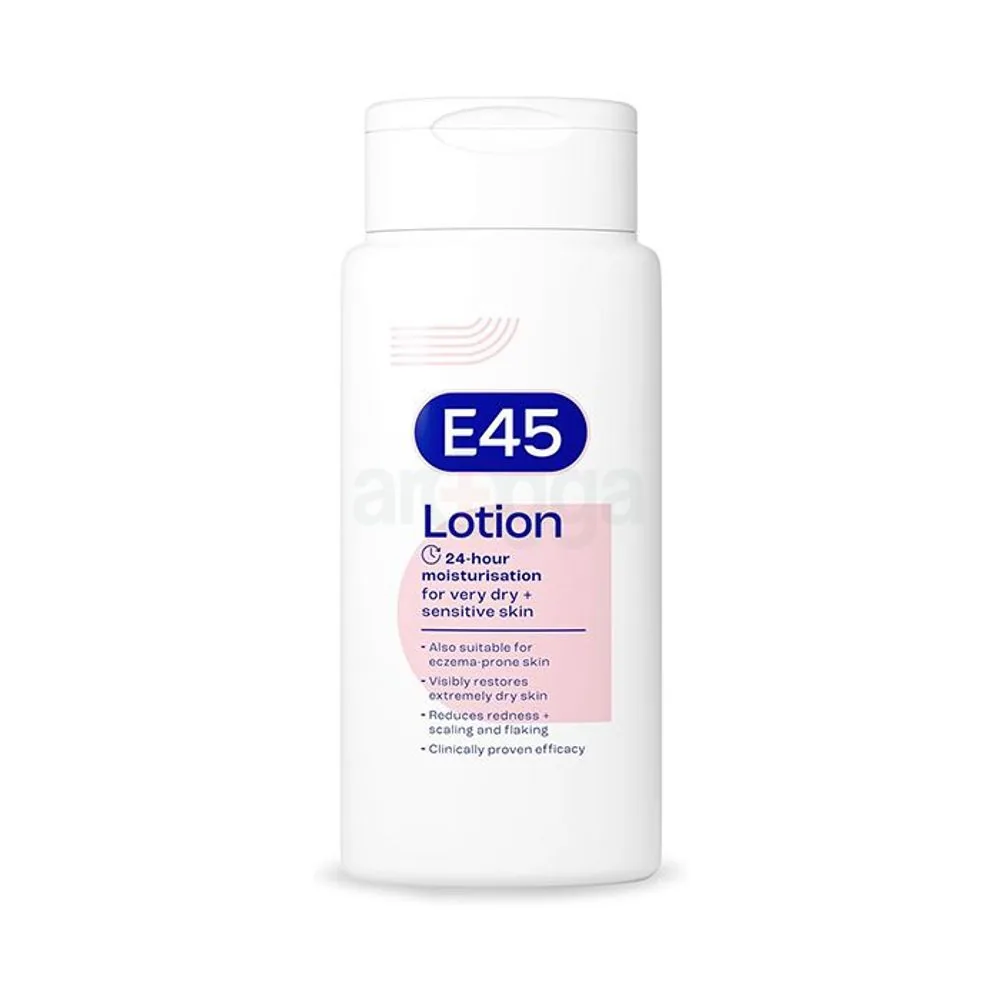 E45
arogga
Lotion
24-hour
moisturisation
for very dry +
sensitive skin
- Also suitable for
eczema-prone skin
- Visibly restores
extremely dry skin
- Reduces redness +
scaling and flaking
- Clinically proven efficacy